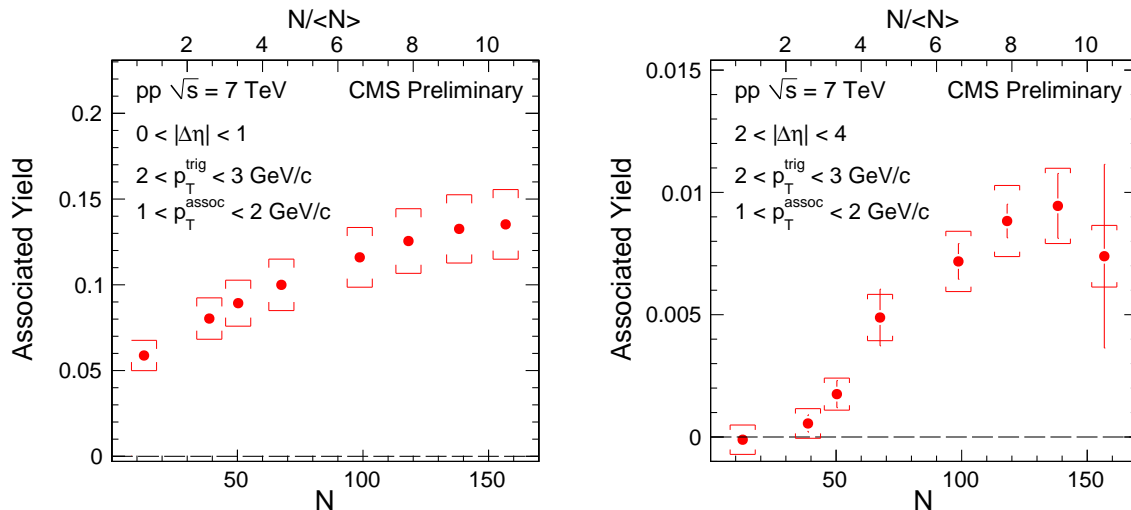 N/<N>
2 4 6 8 10
0.2
0.15
0.1
0.05
0
Associated Yield
pp √s = 7 TeV CMS Preliminary
0 < |Δη| < 1
2 < p_T^trig < 3 GeV/c
1 < p_T^assoc < 2 GeV/c
50 100 150
N
N/<N>
2 4 6 8 10
0.015
0.01
0.005
0
Associated Yield
pp √s = 7 TeV CMS Preliminary
2 < |Δη| < 4
2 < p_T^trig < 3 GeV/c
1 < p_T^assoc < 2 GeV/c
50 100 150
N